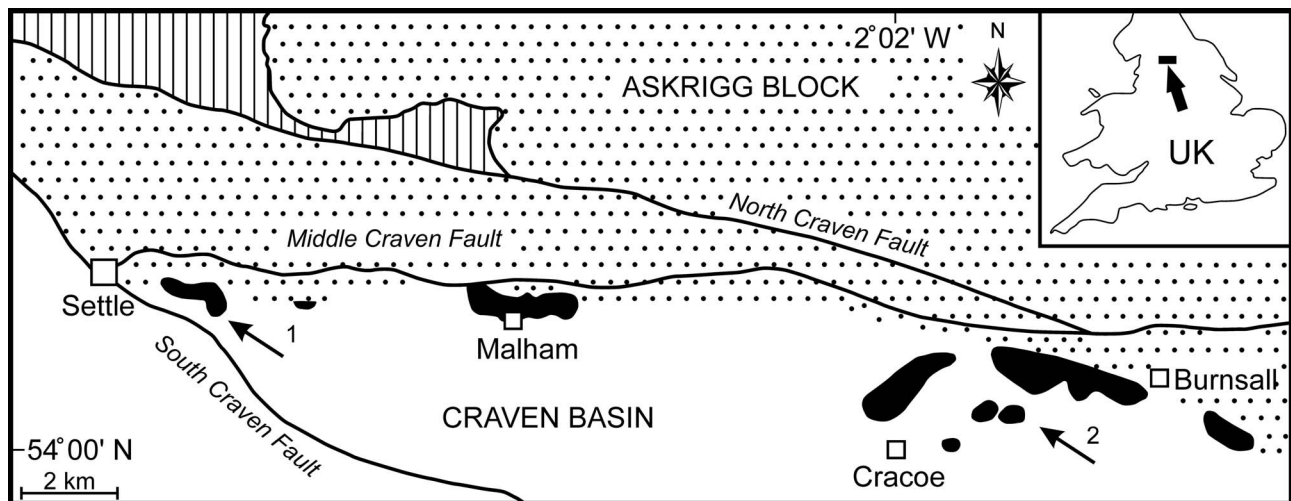 2°02' W
N
ASKRIGG BLOCK
UK
North Craven Fault
Middle Craven Fault
Settle
1
Malham
South Craven Fault
Burnsall
CRAVEN BASIN
2
54°00' N
Cracoe
2 km